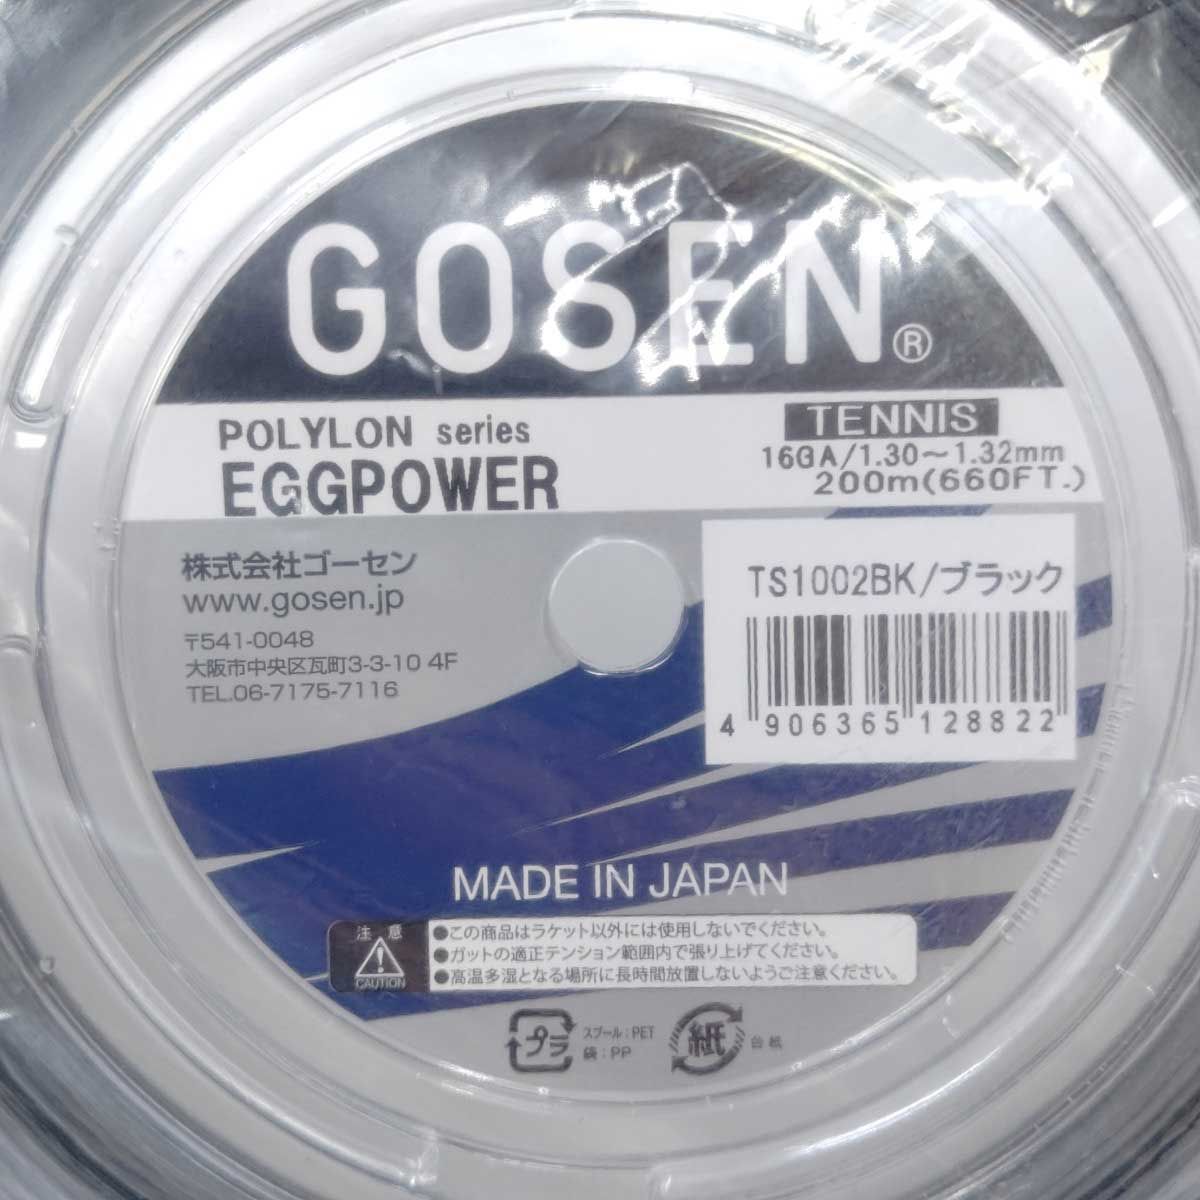 GOSEN®
POLYLON series
EGGPOWER
TENNIS
16GA/1.30～1.32mm
200m(660FT.)
株式会社ゴーセン
www.gosen.jp
〒541-0048
大阪市中央区瓦町3-3-10 4F
TEL.06-7175-7116
TS1002BK/ブラック
4 906365 128822
MADE IN JAPAN
注 意
CAUTION
●この商品はラケット以外には使用しないでください。
●ガットの適正テンション範囲内で張り上げてください。
●高温多湿となる場所に長時間放置しないようご注意ください。
プラ
スプール:PET
袋:PP
紙
台紙